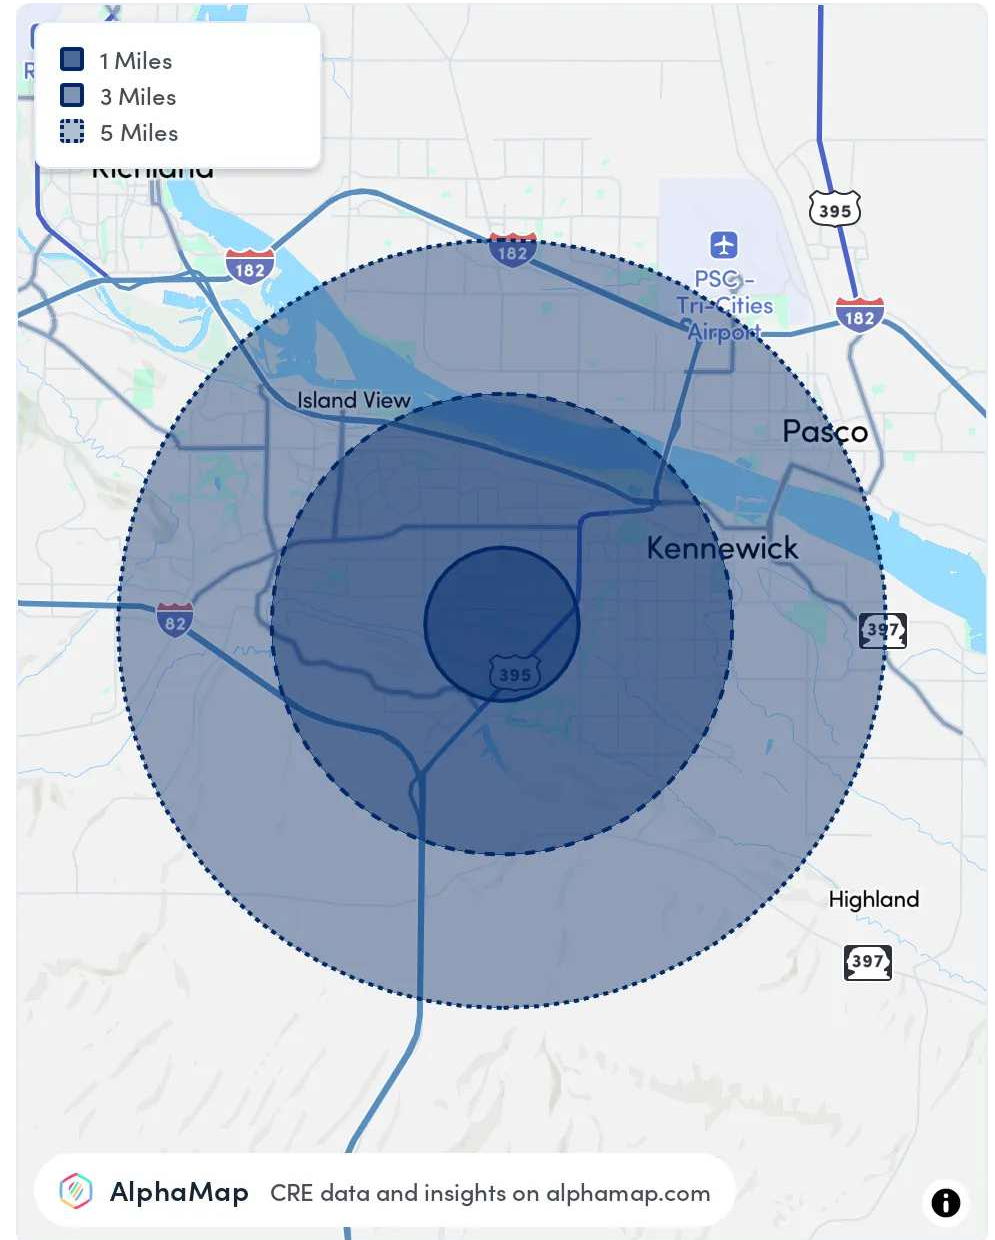 1 Miles
3 Miles
5 Miles
R
Richland
395
182
182
PSC -
Tri-Cities
Airport
182
Island View
Pasco
Kennewick
82
397
395
Highland
397
AlphaMap CRE data and insights on alphamap.com